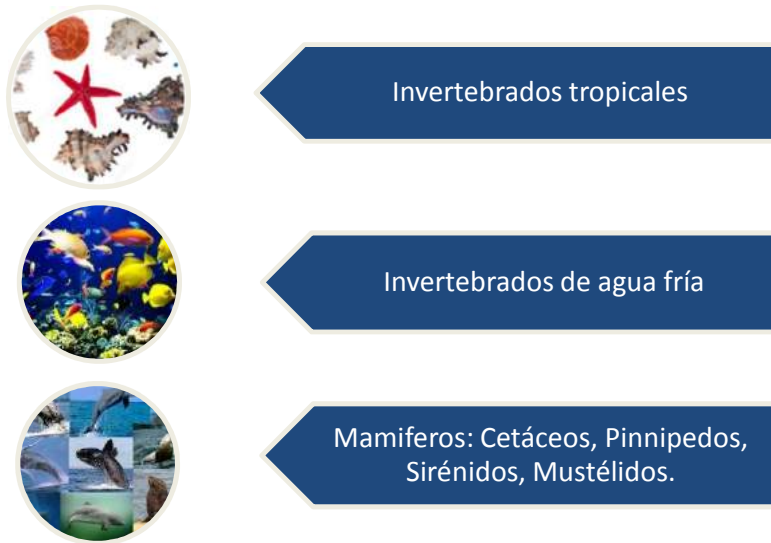 Invertebrados tropicales
Invertebrados de agua fría
Mamiferos: Cetáceos, Pinnipedos,
Sirénidos, Mustélidos.